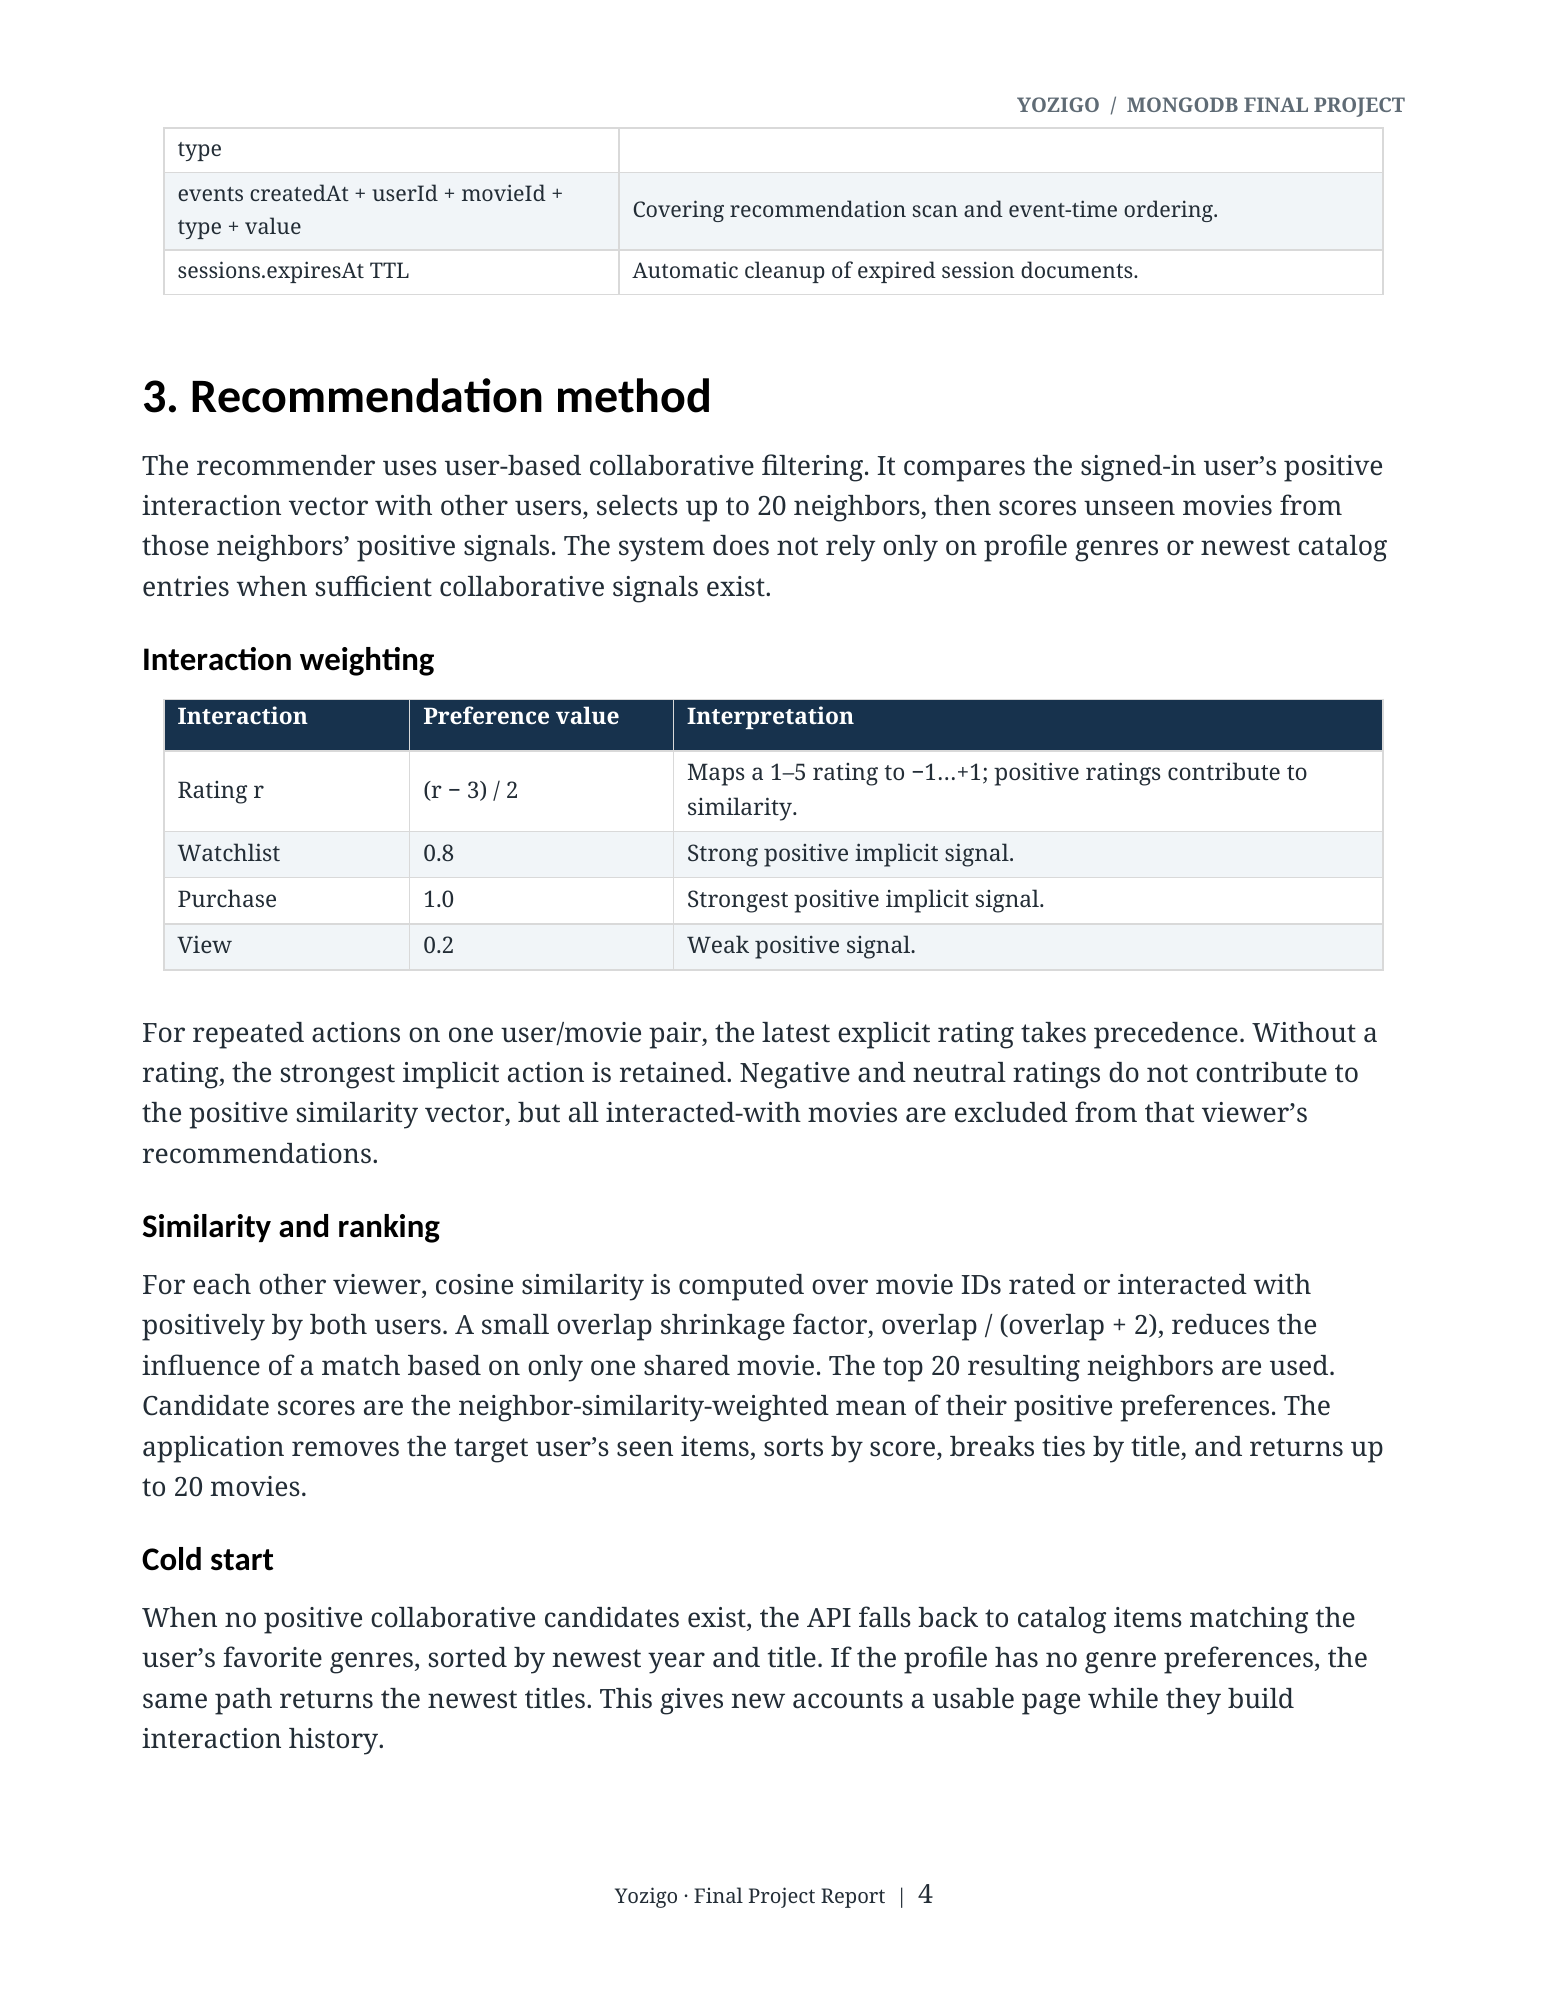 YOZIGO / MONGODB FINAL PROJECT
type
events createdAt + userId + movieId +
type + value
Covering recommendation scan and event-time ordering.
sessions.expiresAt TTL
Automatic cleanup of expired session documents.
3. Recommendation method
The recommender uses user-based collaborative filtering. It compares the signed-in user’s positive
interaction vector with other users, selects up to 20 neighbors, then scores unseen movies from
those neighbors’ positive signals. The system does not rely only on profile genres or newest catalog
entries when sufficient collaborative signals exist.
Interaction weighting
Interaction
Preference value
Interpretation
Rating r
(r − 3) / 2
Maps a 1–5 rating to −1…+1; positive ratings contribute to
similarity.
Watchlist
0.8
Strong positive implicit signal.
Purchase
1.0
Strongest positive implicit signal.
View
0.2
Weak positive signal.
For repeated actions on one user/movie pair, the latest explicit rating takes precedence. Without a
rating, the strongest implicit action is retained. Negative and neutral ratings do not contribute to
the positive similarity vector, but all interacted-with movies are excluded from that viewer’s
recommendations.
Similarity and ranking
For each other viewer, cosine similarity is computed over movie IDs rated or interacted with
positively by both users. A small overlap shrinkage factor, overlap / (overlap + 2), reduces the
influence of a match based on only one shared movie. The top 20 resulting neighbors are used.
Candidate scores are the neighbor-similarity-weighted mean of their positive preferences. The
application removes the target user’s seen items, sorts by score, breaks ties by title, and returns up
to 20 movies.
Cold start
When no positive collaborative candidates exist, the API falls back to catalog items matching the
user’s favorite genres, sorted by newest year and title. If the profile has no genre preferences, the
same path returns the newest titles. This gives new accounts a usable page while they build
interaction history.
Yozigo · Final Project Report | 4